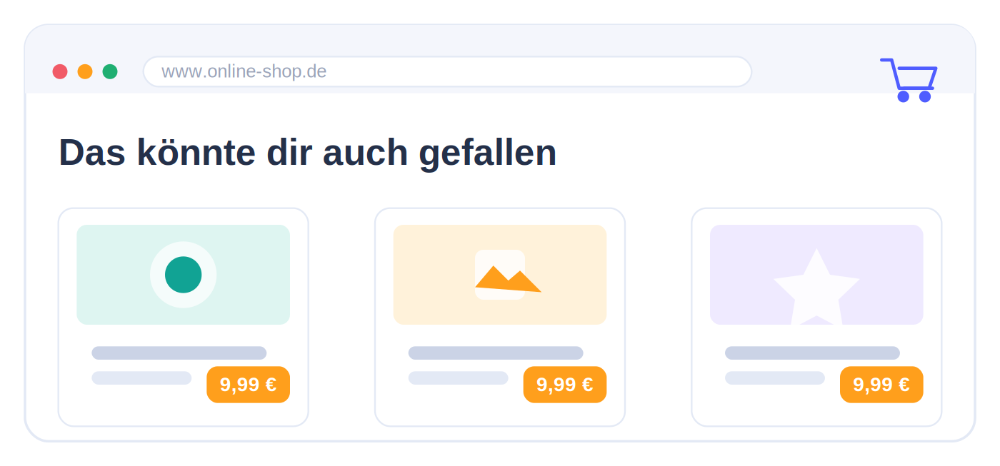 www.online-shop.de
Das könnte dir auch gefallen
9,99 €
9,99 €
9,99 €